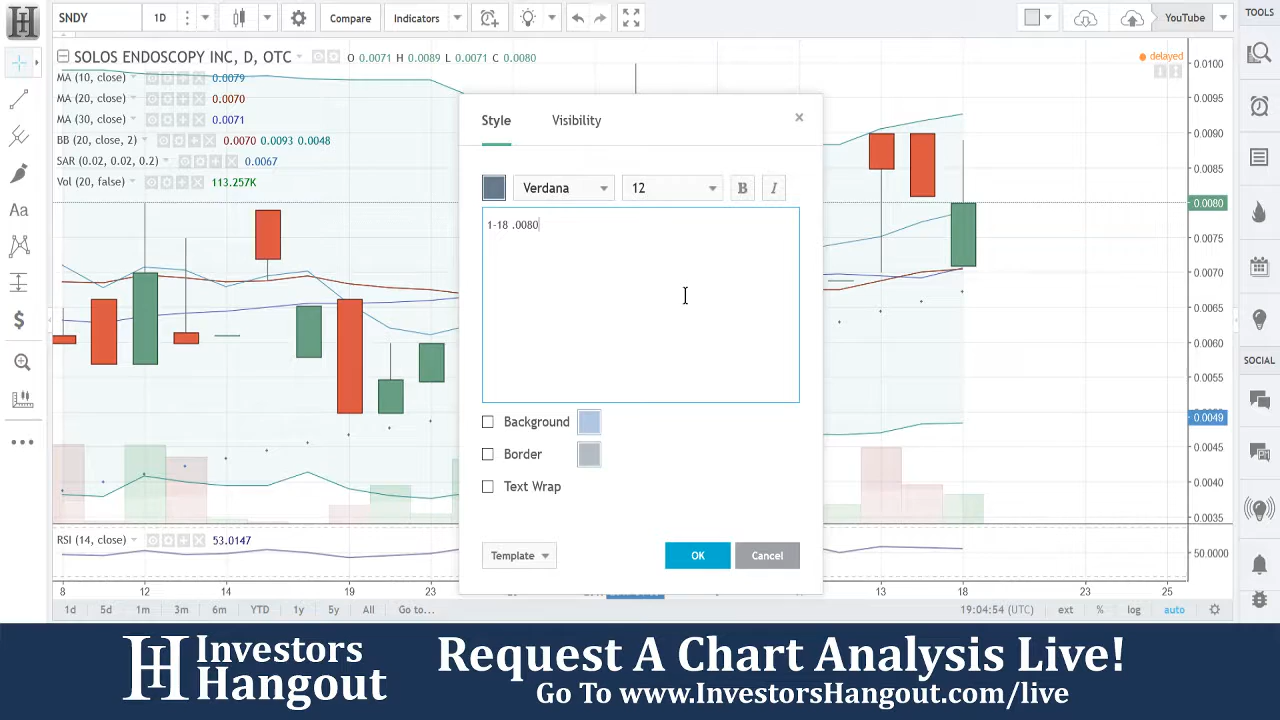 SNDY
1D
Compare
Indicators
YouTube
TOOLS
SOLOS ENDOSCOPY INC, D, OTC
O 0.0071 H 0.0089 L 0.0071 C 0.0080
delayed
MA (10, close) 0.0079
MA (20, close) 0.0070
MA (30, close) 0.0071
BB (20, close, 2) 0.0070 0.0093 0.0048
SAR (0.02, 0.02, 0.2) 0.0067
Vol (20, false) 113.257K
Aa
$
Style
Visibility
×
Verdana
12
B
I
1-18 .0080
Background
Border
Text Wrap
Template
OK
Cancel
0.0100
0.0095
0.0090
0.0085
0.0080
0.0075
0.0070
0.0065
0.0060
0.0055
0.0049
0.0045
0.0040
0.0035
50.0000
SOCIAL
RSI (14, close) 53.0147
8
12
14
19
21
23
13
18
23
25
1d
5d
1m
3m
6m
YTD
1y
5y
All
Go to...
19:04:54 (UTC)
ext
%
log
auto
H
Investors
Hangout
Request A Chart Analysis Live!
Go To www.InvestorsHangout.com/live